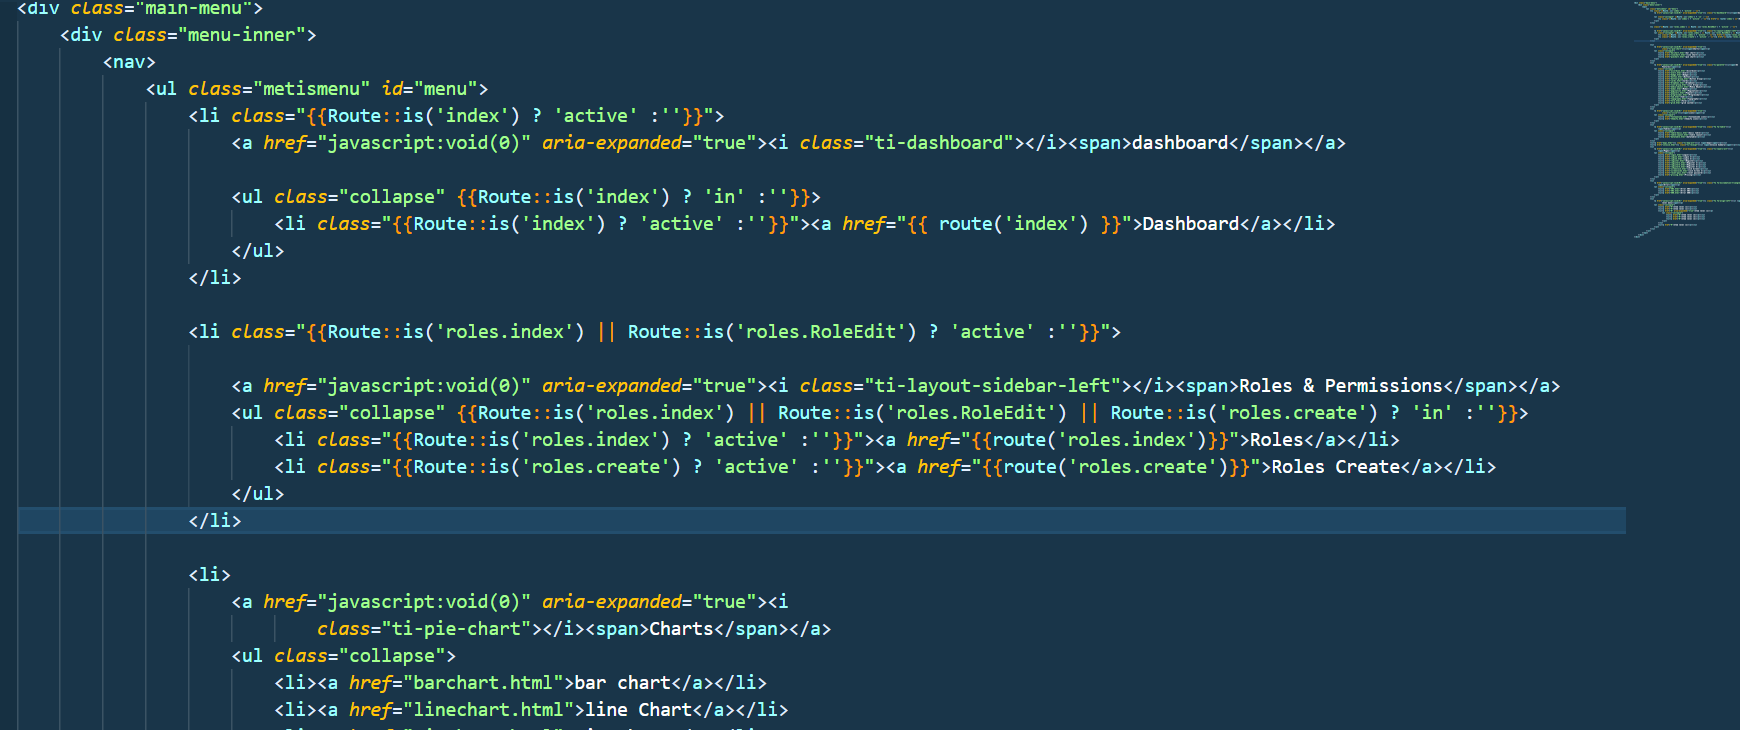 <div class="main-menu">
<div class="menu-inner">
<nav>
<ul class="metismenu" id="menu">
<li class="{{Route::is('index') ? 'active' :''}}">
<a href="javascript:void(0)" aria-expanded="true"><i class="ti-dashboard"></i><span>dashboard</span></a>
<ul class="collapse" {{Route::is('index') ? 'in' :''}}>
<li class="{{Route::is('index') ? 'active' :''}}"><a href="{{ route('index') }}">Dashboard</a></li>
</ul>
</li>
<li class="{{Route::is('roles.index') || Route::is('roles.RoleEdit') ? 'active' :''}}">
<a href="javascript:void(0)" aria-expanded="true"><i class="ti-layout-sidebar-left"></i><span>Roles & Permissions</span></a>
<ul class="collapse" {{Route::is('roles.index') || Route::is('roles.RoleEdit') || Route::is('roles.create') ? 'in' :''}}>
<li class="{{Route::is('roles.index') ? 'active' :''}}"><a href="{{route('roles.index')}}">Roles</a></li>
<li class="{{Route::is('roles.create') ? 'active' :''}}"><a href="{{route('roles.create')}}">Roles Create</a></li>
</ul>
</li>
<li>
<a href="javascript:void(0)" aria-expanded="true"><i
class="ti-pie-chart"></i><span>Charts</span></a>
<ul class="collapse">
<li><a href="barchart.html">bar chart</a></li>
<li><a href="linechart.html">line Chart</a></li>